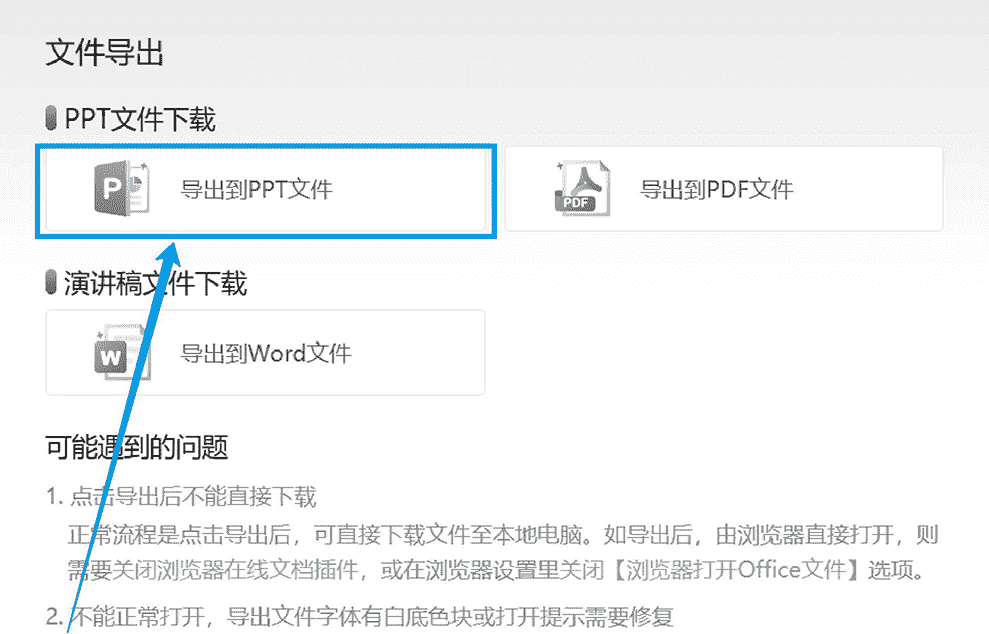 文件导出
PPT文件下载
P
导出到PPT文件
PDF
导出到PDF文件
演讲稿文件下载
W
导出到Word文件
可能遇到的问题
1. 点击导出后不能直接下载
正常流程是点击导出后，可直接下载文件至本地电脑。如导出后，由浏览器直接打开，则
需要关闭浏览器在线文档插件，或在浏览器设置里关闭【浏览器打开Office文件】选项。
2. 不能正常打开，导出文件字体有白底色块或打开提示需要修复